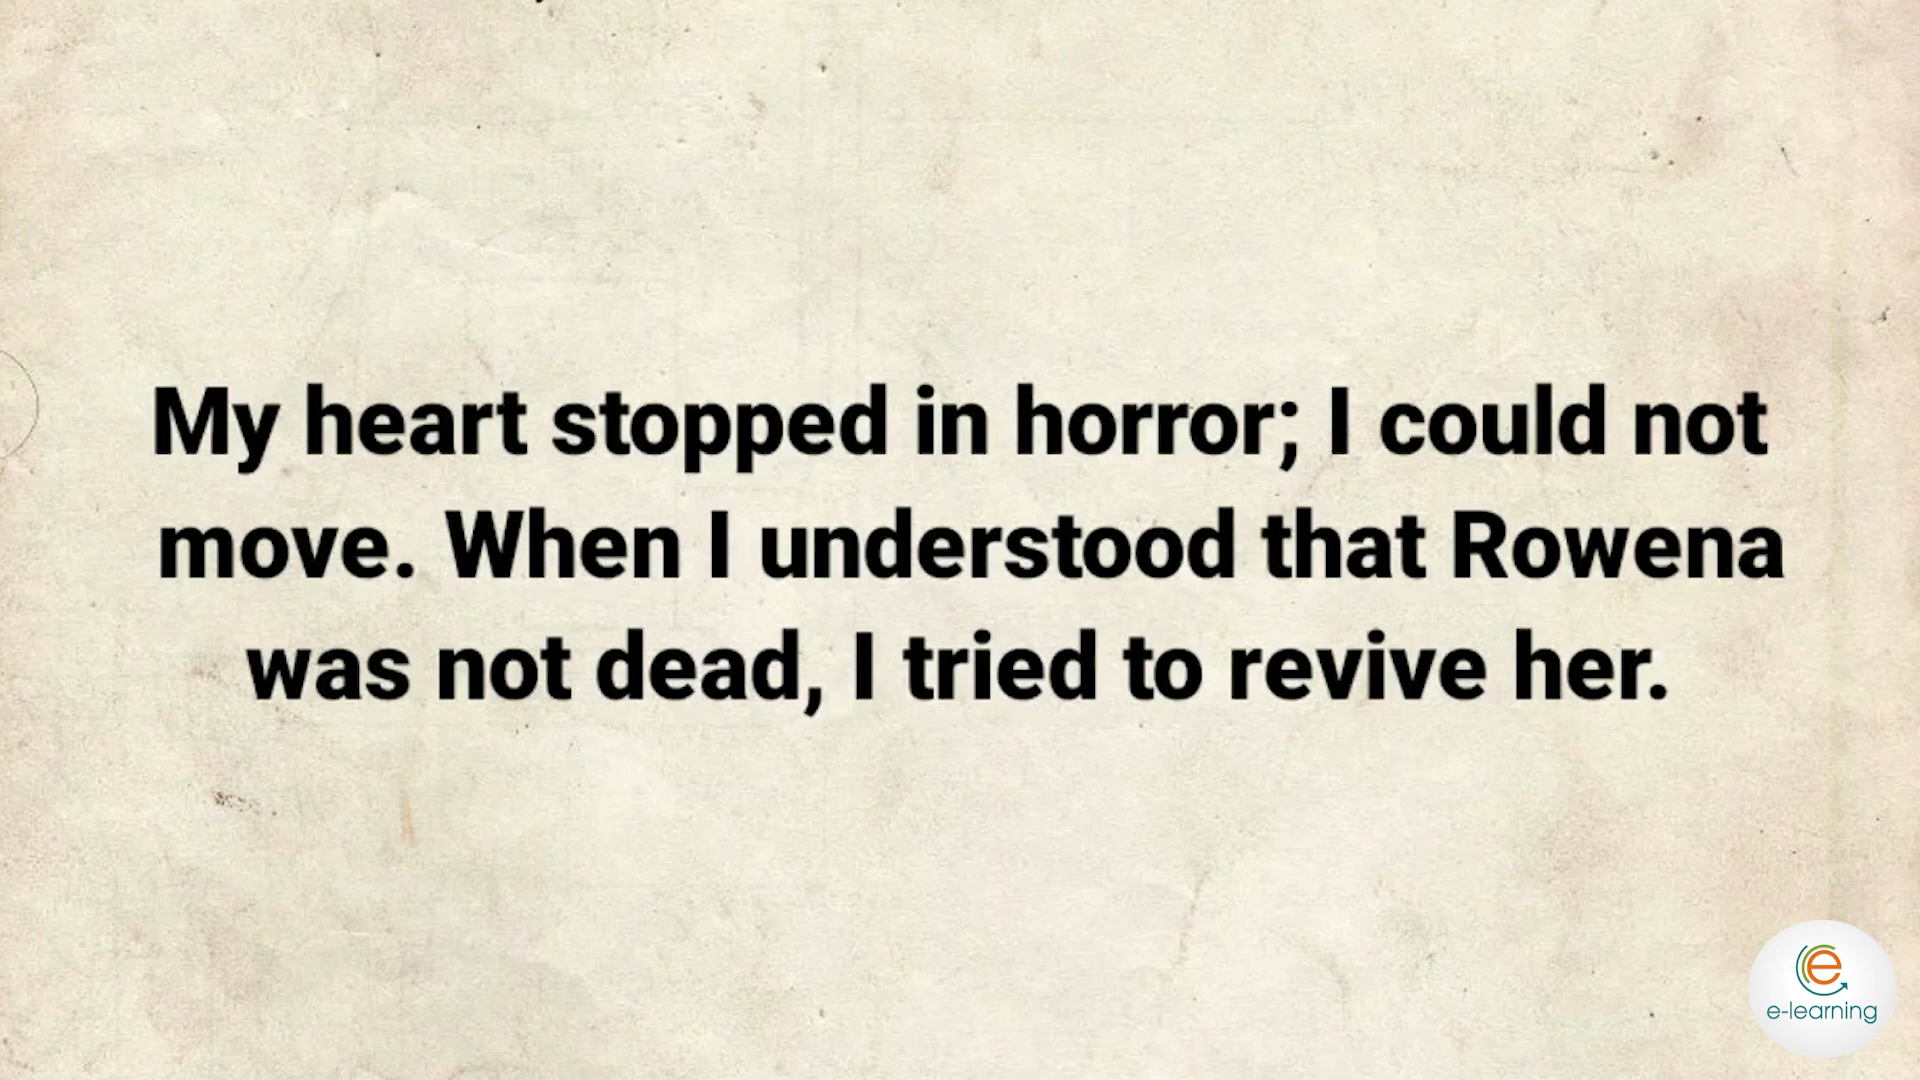 My heart stopped in horror; I could not
move. When I understood that Rowena
was not dead, I tried to revive her.
e
e-learning